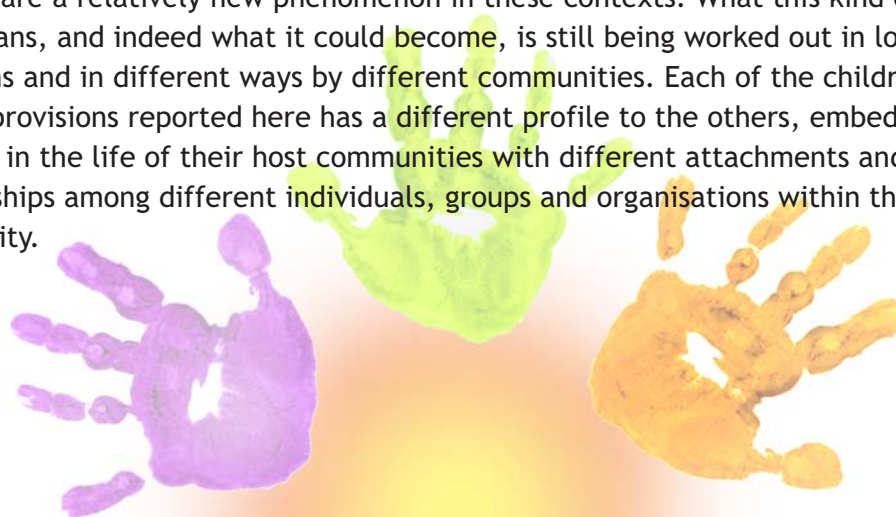 are a relatively new phenomenon in these contexts. What this kind
ans, and indeed what it could become, is still being worked out in lo
s and in different ways by different communities. Each of the childr
provisions reported here has a different profile to the others, embed
in the life of their host communities with different attachments and
ships among different individuals, groups and organisations within th
ity.